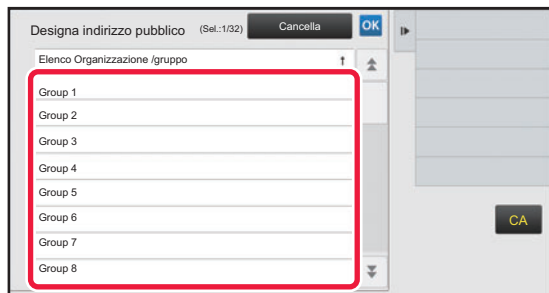 Designa indirizzo pubblico (Sel.:1/32) Cancella OK
Elenco Organizzazione /gruppo
Group 1
Group 2
Group 3
Group 4
Group 5
Group 6
CA
Group 7
Group 8